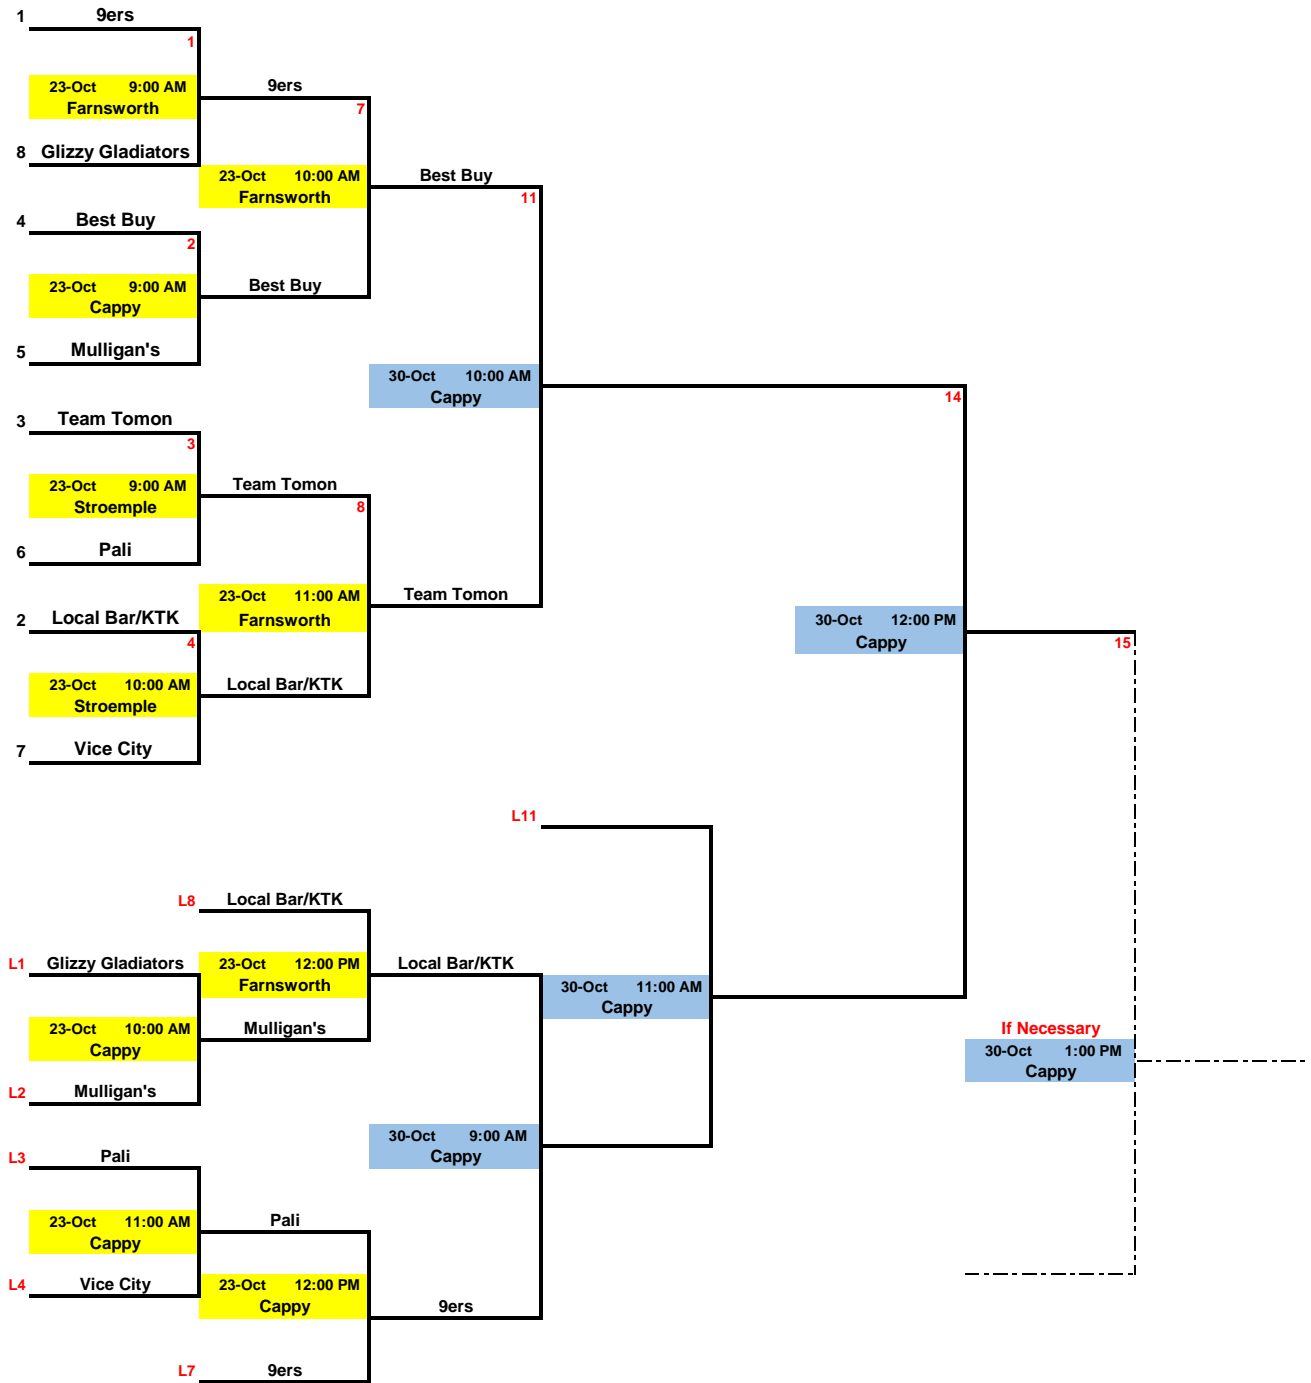 1 9ers
1
23-Oct 9:00 AM
Farnsworth
9ers
7
8 Glizzy Gladiators
23-Oct 10:00 AM
Farnsworth
Best Buy
11
4 Best Buy
2
23-Oct 9:00 AM
Cappy
Best Buy
5 Mulligan's
30-Oct 10:00 AM
Cappy
14
3 Team Tomon
3
23-Oct 9:00 AM
Stroemple
Team Tomon
8
6 Pali
23-Oct 11:00 AM
Farnsworth
Team Tomon
2 Local Bar/KTK
4
30-Oct 12:00 PM
Cappy
15
23-Oct 10:00 AM
Stroemple
Local Bar/KTK
7 Vice City
L11
L8 Local Bar/KTK
L1 Glizzy Gladiators
23-Oct 12:00 PM
Farnsworth
Local Bar/KTK
30-Oct 11:00 AM
Cappy
23-Oct 10:00 AM
Cappy
Mulligan's
If Necessary
30-Oct 1:00 PM
Cappy
L2 Mulligan's
30-Oct 9:00 AM
Cappy
L3 Pali
23-Oct 11:00 AM
Cappy
Pali
L4 Vice City
23-Oct 12:00 PM
Cappy
9ers
L7 9ers